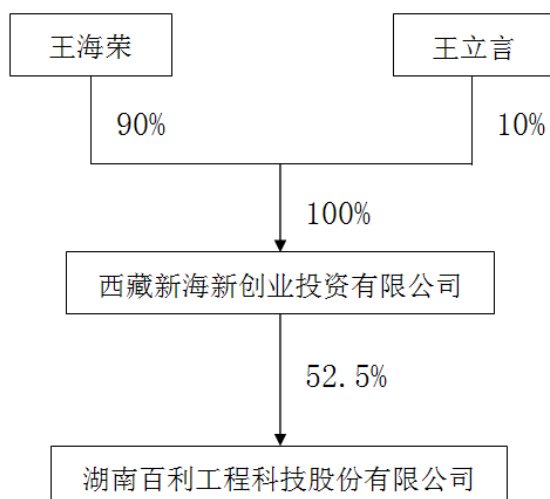 王海荣
王立言
90%
10%
100%
西藏新海新创业投资有限公司
52.5%
湖南百利工程科技股份有限公司